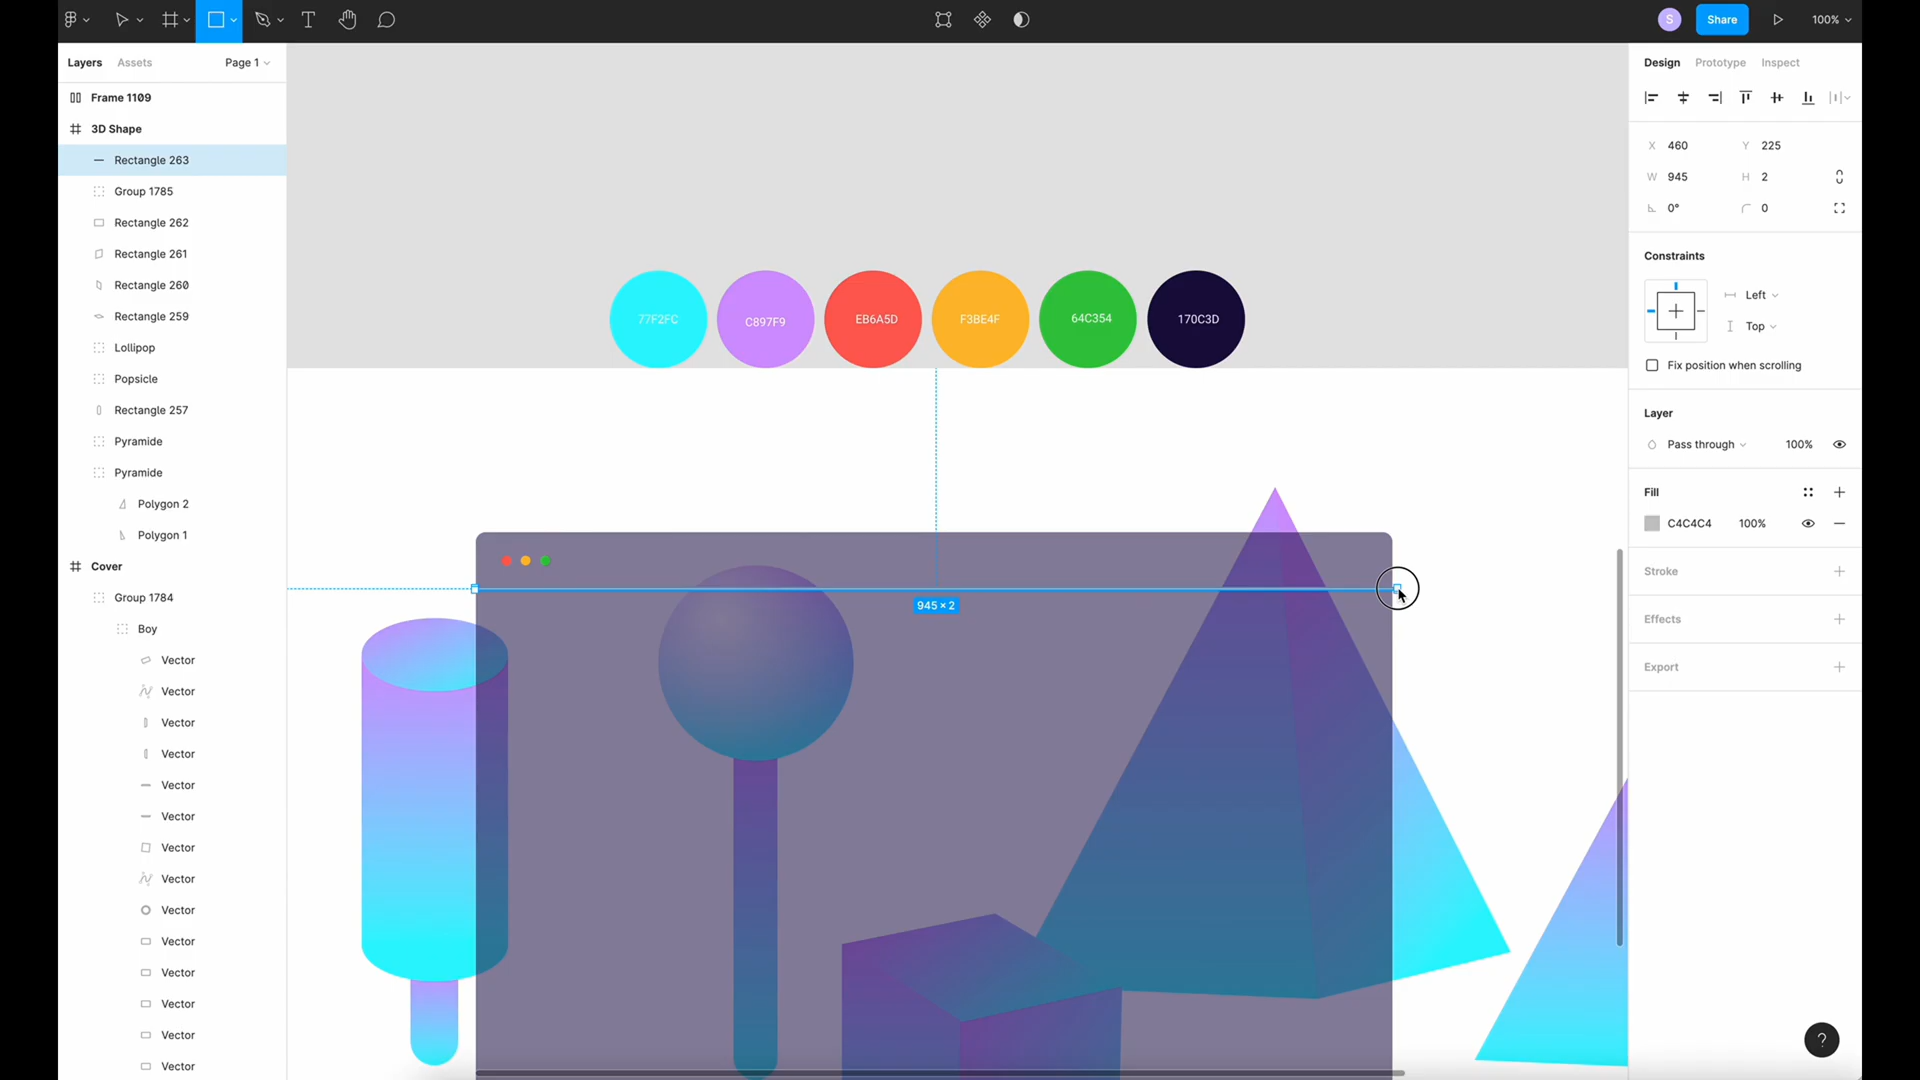 S
Share
100%
Layers
Assets
Page 1
Design
Prototype
Inspect
Frame 1109
3D Shape
Rectangle 263
Group 1785
Rectangle 262
Rectangle 261
Rectangle 260
Rectangle 259
Lollipop
Popsicle
Rectangle 257
Pyramide
Pyramide
Polygon 2
Polygon 1
Cover
Group 1784
Boy
Vector
Vector
Vector
Vector
Vector
Vector
Vector
Vector
Vector
Vector
Vector
Vector
Vector
Vector
77F2FC
C897F9
EB6A5D
F3BE4F
64C354
170C3D
945 × 2
X 460
Y 225
W 945
H 2
0°
0
Constraints
Left
Top
Fix position when scrolling
Layer
Pass through
100%
Fill
C4C4C4
100%
Stroke
Effects
Export
?